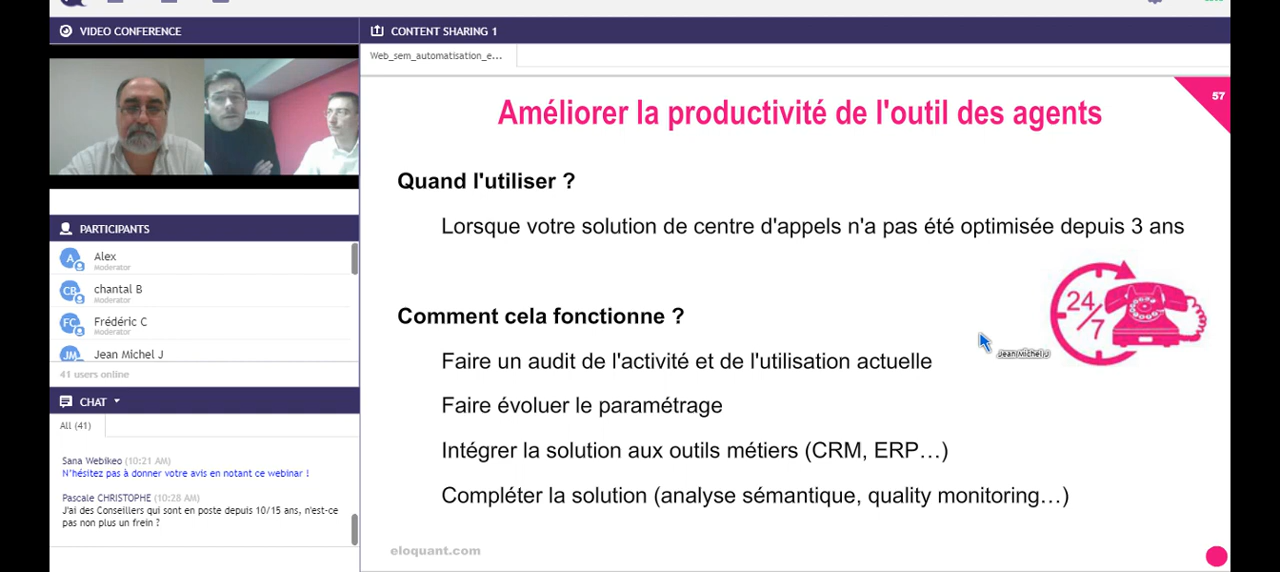 VIDEO CONFERENCE
CONTENT SHARING 1
Web_sem_automatisation_e...
57
Améliorer la productivité de l'outil des agents
Quand l'utiliser ?
Lorsque votre solution de centre d'appels n'a pas été optimisée depuis 3 ans
24/7
Comment cela fonctionne ?
Jean Michel J
Faire un audit de l'activité et de l'utilisation actuelle
Faire évoluer le paramétrage
Intégrer la solution aux outils métiers (CRM, ERP…)
Compléter la solution (analyse sémantique, quality monitoring…)
eloquant.com
PARTICIPANTS
A
Alex
Moderator
CB
chantal B
Moderator
FC
Frédéric C
Moderator
JM
Jean Michel J
41 users online
CHAT
All (41)
Sana Webikeo (10:21 AM)
N'hésitez pas à donner votre avis en notant ce webinar !
Pascale CHRISTOPHE (10:28 AM)
J'ai des Conseillers qui sont en poste depuis 10/15 ans, n'est-ce
pas non plus un frein ?